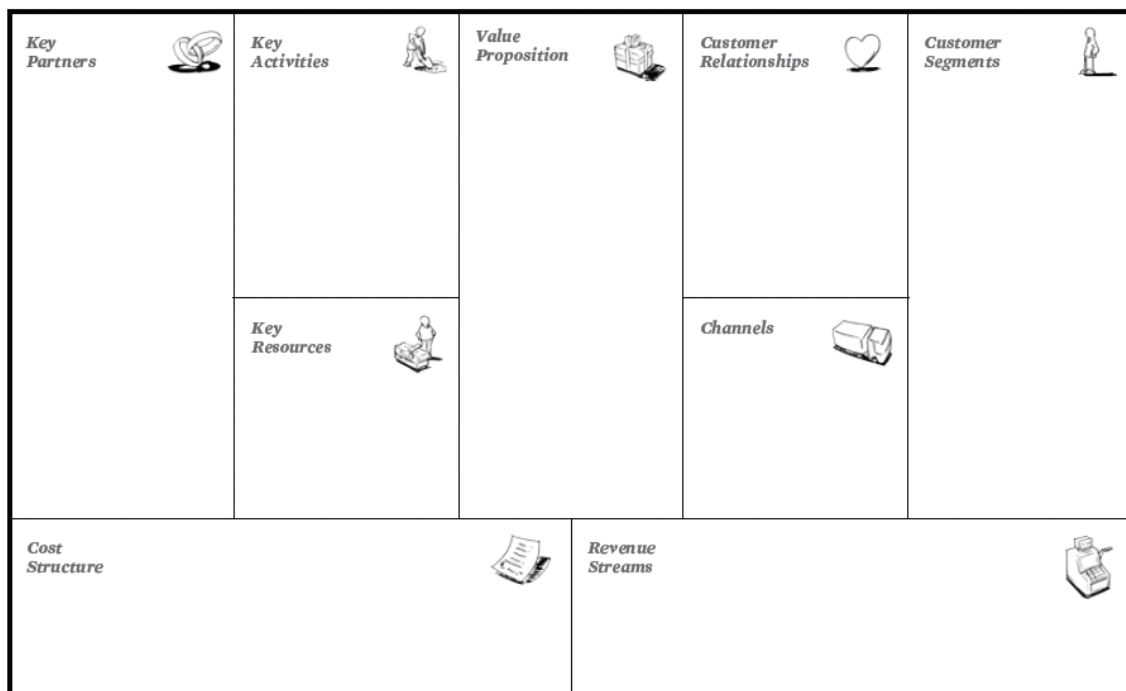 Key
Partners
Key
Activities
Value
Proposition
Customer
Relationships
Customer
Segments
Key
Resources
Channels
Cost
Structure
Revenue
Streams